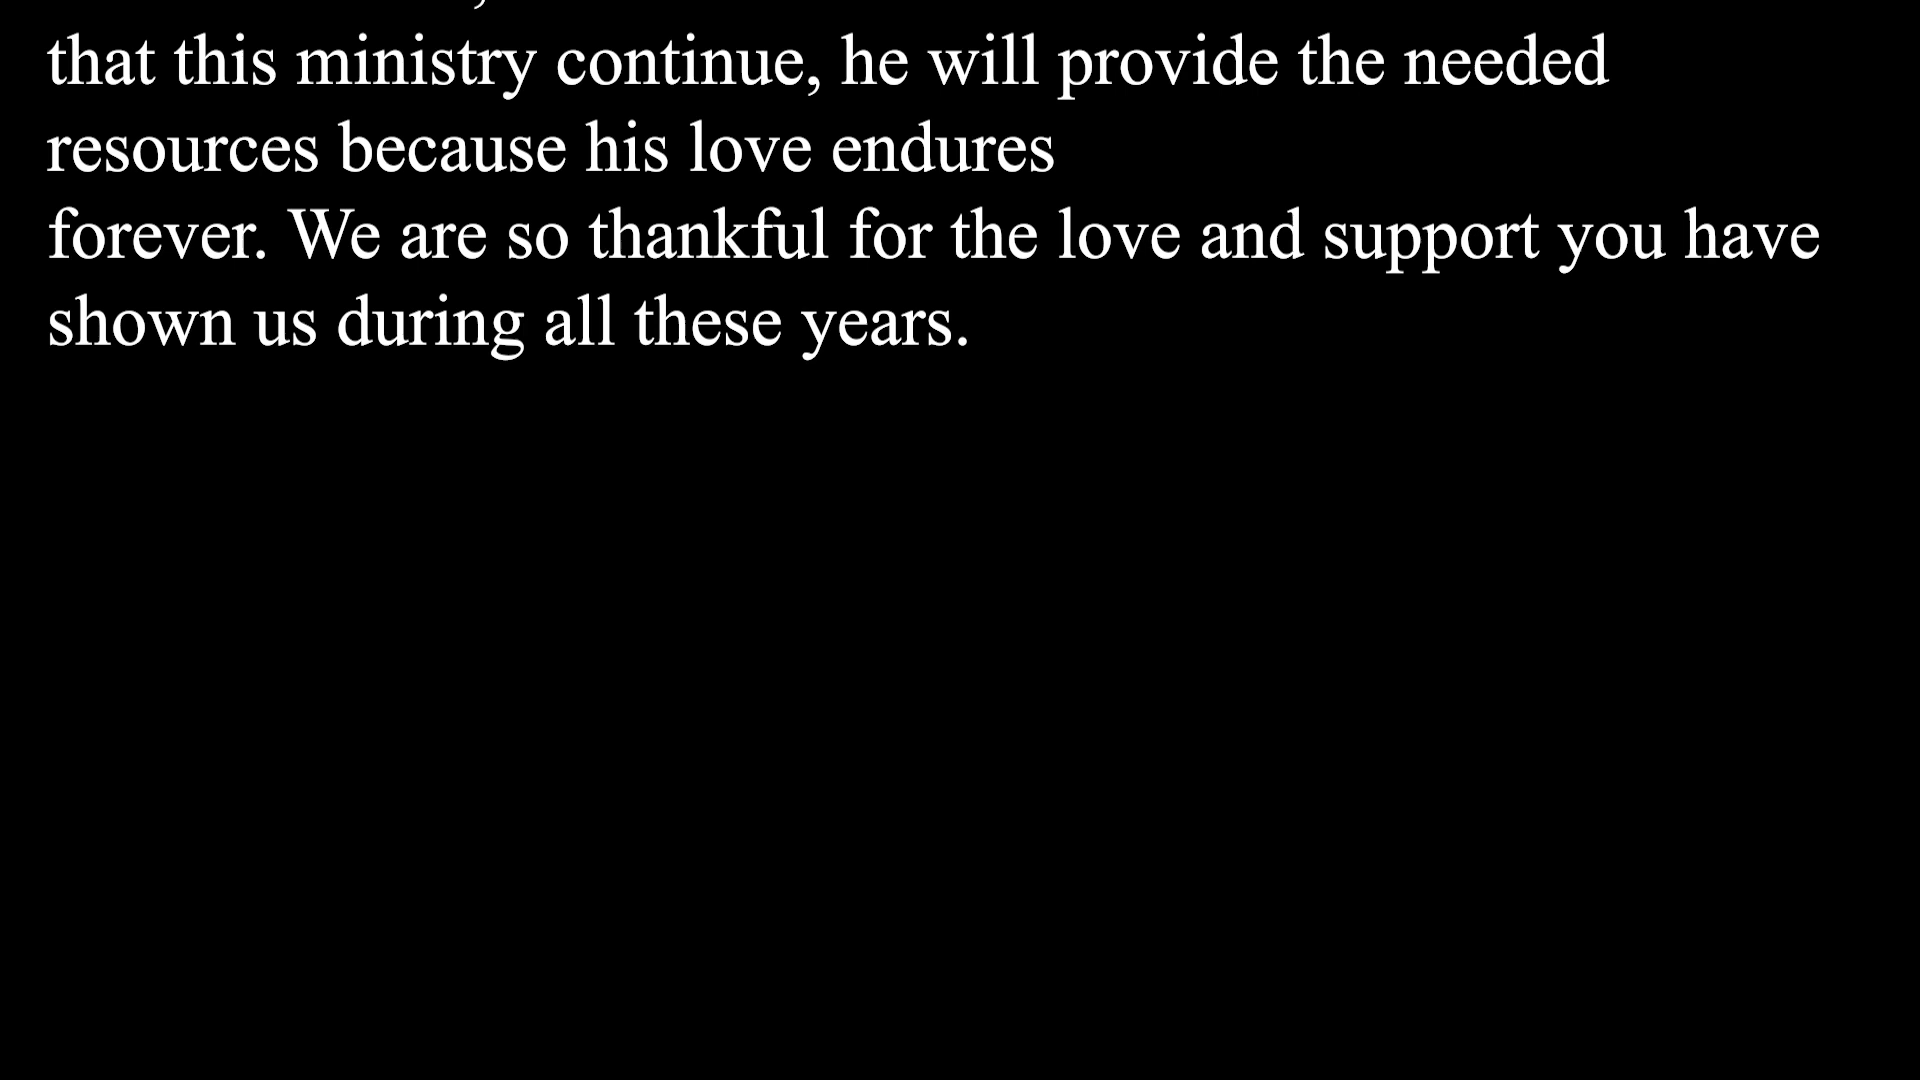 that this ministry continue, he will provide the needed
resources because his love endures
forever. We are so thankful for the love and support you have
shown us during all these years.